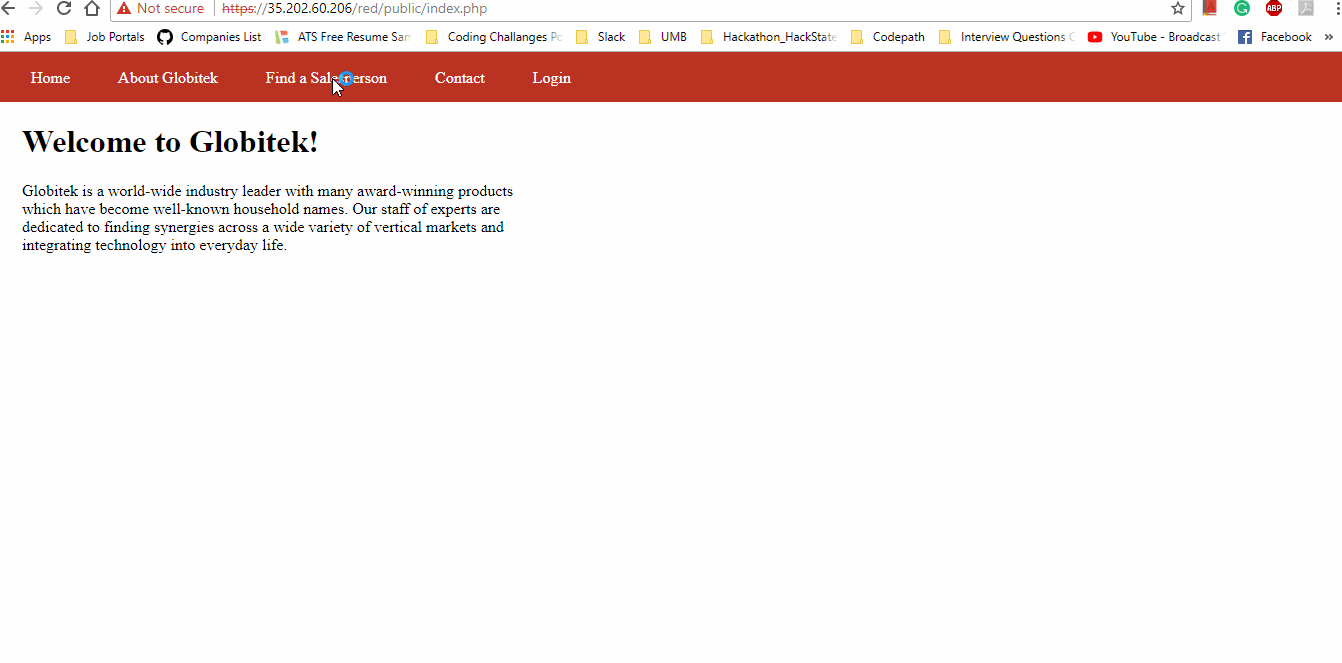 Not secure https://35.202.60.206/red/public/index.php ABP
Apps Job Portals Companies List ATS Free Resume Sam Coding Challanges Po Slack UMB Hackathon_HackState Codepath Interview Questions YouTube - Broadcast Facebook »
Home About Globitek Find a Salesperson Contact Login
Welcome to Globitek!
Globitek is a world-wide industry leader with many award-winning products
which have become well-known household names. Our staff of experts are
dedicated to finding synergies across a wide variety of vertical markets and
integrating technology into everyday life.